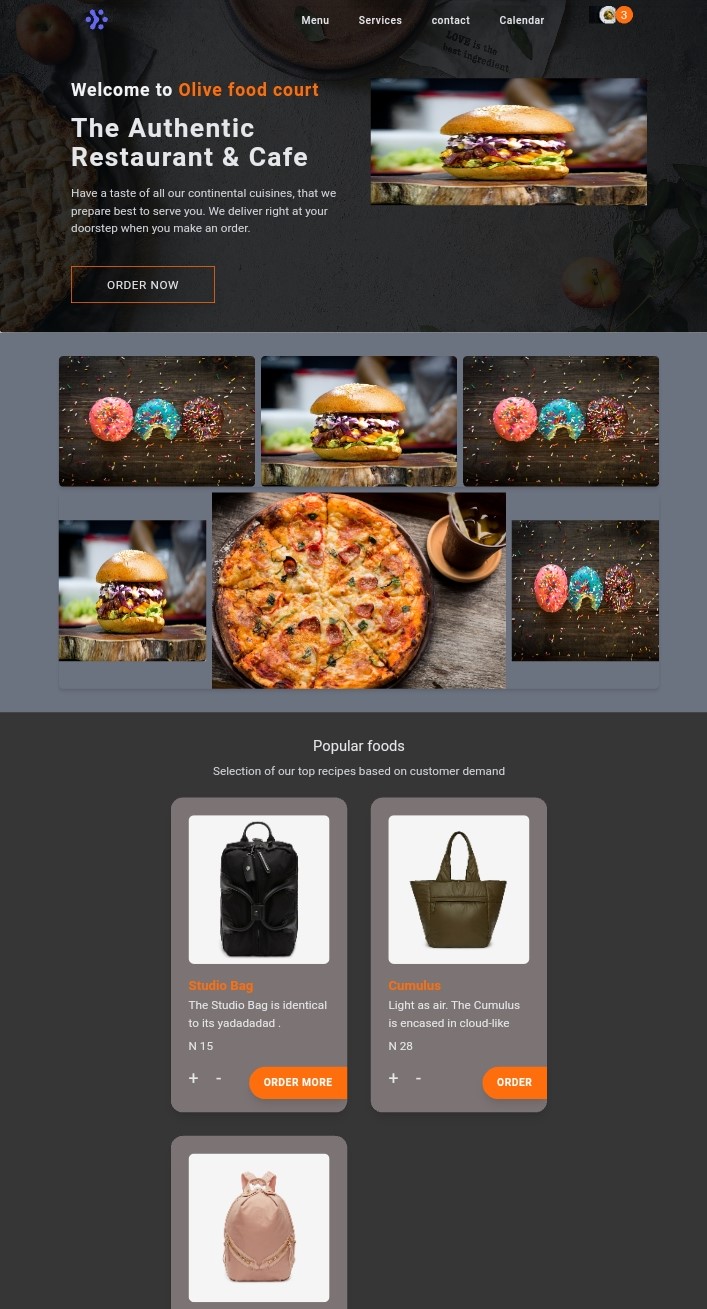 Menu
Services
contact
Calendar
3
LOVE is the
best ingredient
Welcome to Olive food court
The Authentic
Restaurant & Cafe
Have a taste of all our continental cuisines, that we
prepare best to serve you. We deliver right at your
doorstep when you make an order.
ORDER NOW
Popular foods
Selection of our top recipes based on customer demand
Studio Bag
The Studio Bag is identical
to its yadadadad .
N 15
+ -
ORDER MORE
Cumulus
Light as air. The Cumulus
is encased in cloud-like
N 28
+ -
ORDER